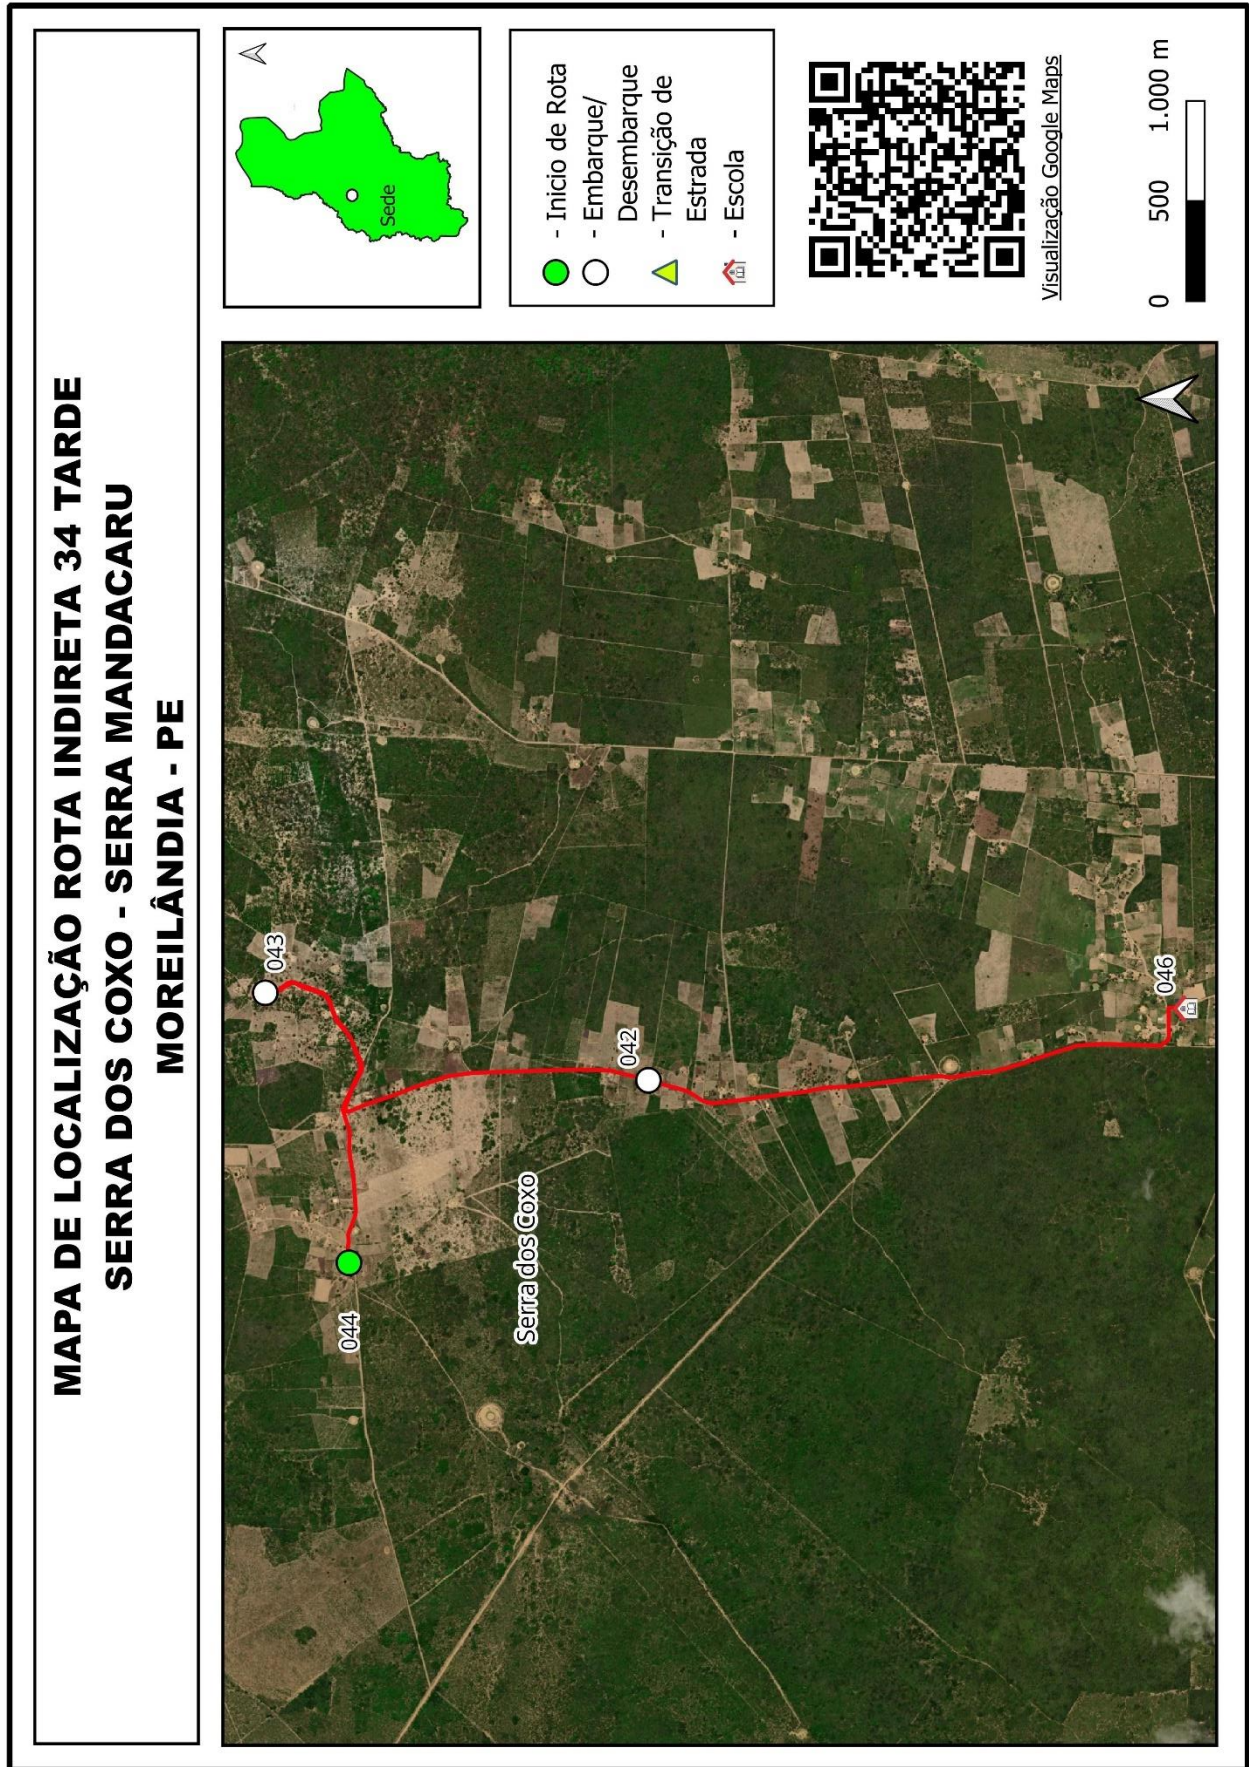 MAPA DE LOCALIZAÇÃO ROTA INDIRETA 34 TARDE
SERRA DOS COXO - SERRA MANDACARU
MOREILÂNDIA - PE
044
043
042
046
Serra dos Coxo
Sede
- Inicio de Rota
- Embarque/
Desembarque
- Transição de
Estrada
- Escola
Visualização Google Maps
0 500 1.000 m